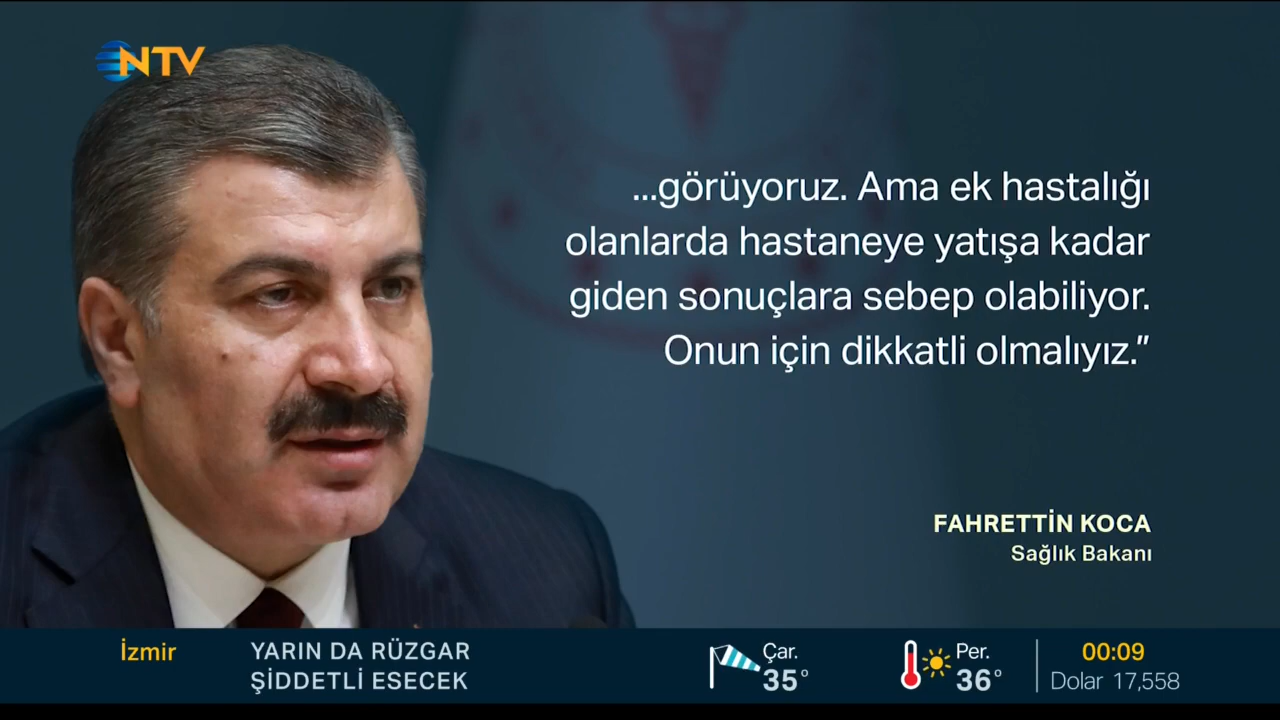 NTV
...görüyoruz. Ama ek hastalığı
olanlarda hastaneye yatışa kadar
giden sonuçlara sebep olabiliyor.
Onun için dikkatli olmalıyız.”
FAHRETTİN KOCA
Sağlık Bakanı
İzmir
YARIN DA RÜZGAR
ŞİDDETLİ ESECEK
Çar.
35°
Per.
36°
00:09
Dolar 17,558